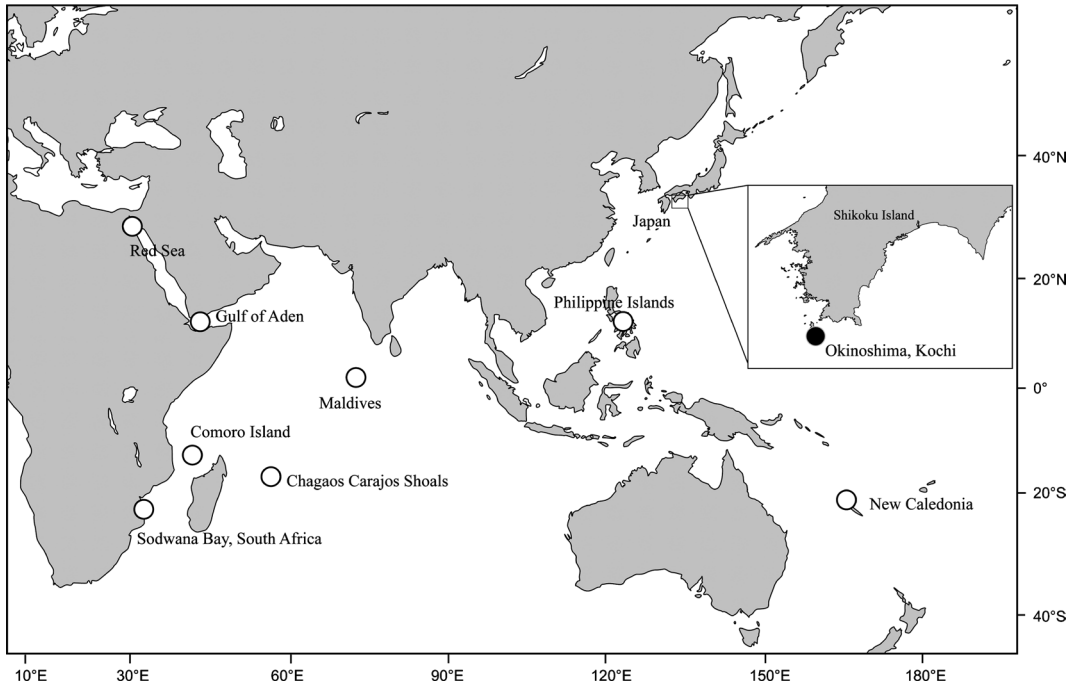 Shikoku Island
Japan
Red Sea
Philippine Islands
Gulf of Aden
Okinoshima, Kochi
Maldives
Comoro Island
Chagaos Carajos Shoals
New Caledonia
Sodwana Bay, South Africa
40°N
20°N
0°
20°S
40°S
10°E
30°E
60°E
90°E
120°E
150°E
180°E